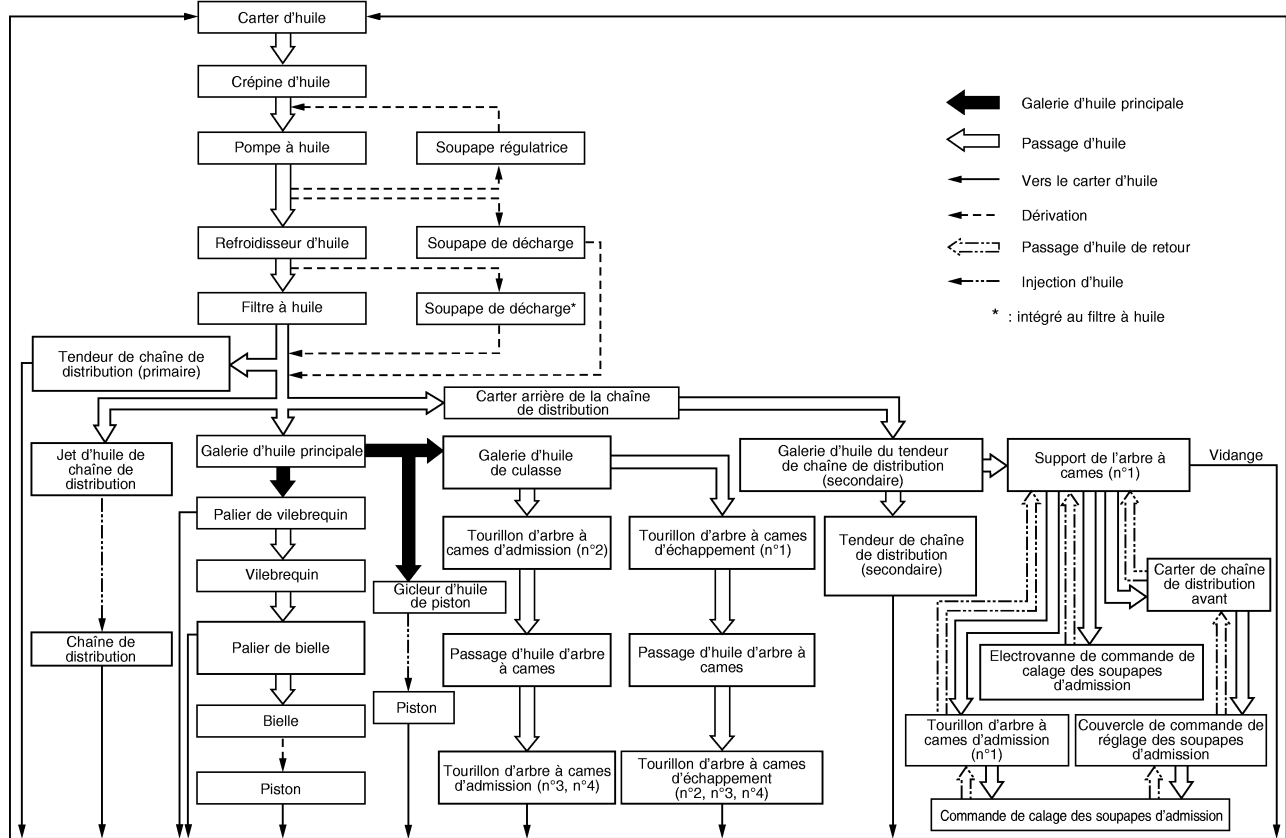 Carter d'huile
Crépine d'huile
Pompe à huile
Soupape régulatrice
Refroidisseur d'huile
Soupape de décharge
Filtre à huile
Soupape de décharge*
Galerie d'huile principale
Passage d'huile
Vers le carter d'huile
Dérivation
Passage d'huile de retour
Injection d'huile
* : intégré au filtre à huile
Tendeur de chaîne de
distribution (primaire)
Carter arrière de la chaîne
de distribution
Jet d'huile de
chaîne de
distribution
Galerie d'huile principale
Galerie d'huile
de culasse
Galerie d'huile du tendeur
de chaîne de distribution
(secondaire)
Support de l'arbre à
cames (n°1)
Vidange
Palier de vilebrequin
Tourillon d'arbre à
cames d'admission (n°2)
Tourillon d'arbre à cames
d'échappement (n°1)
Tendeur de chaîne
de distribution
(secondaire)
Vilebrequin
Gicleur d'huile
de piston
Carter de chaîne
de distribution
avant
Chaîne de
distribution
Palier de bielle
Passage d'huile d'arbre
à cames
Passage d'huile d'arbre à
cames
Electrovanne de commande de
calage des soupapes
d'admission
Bielle
Piston
Tourillon d'arbre à
cames d'admission
(n°1)
Couvercle de commande de
réglage des soupapes
d'admission
Piston
Tourillon d'arbre à cames
d'admission (n°3, n°4)
Tourillon d'arbre à cames
d'échappement
(n°2, n°3, n°4)
Commande de calage des soupapes d'admission